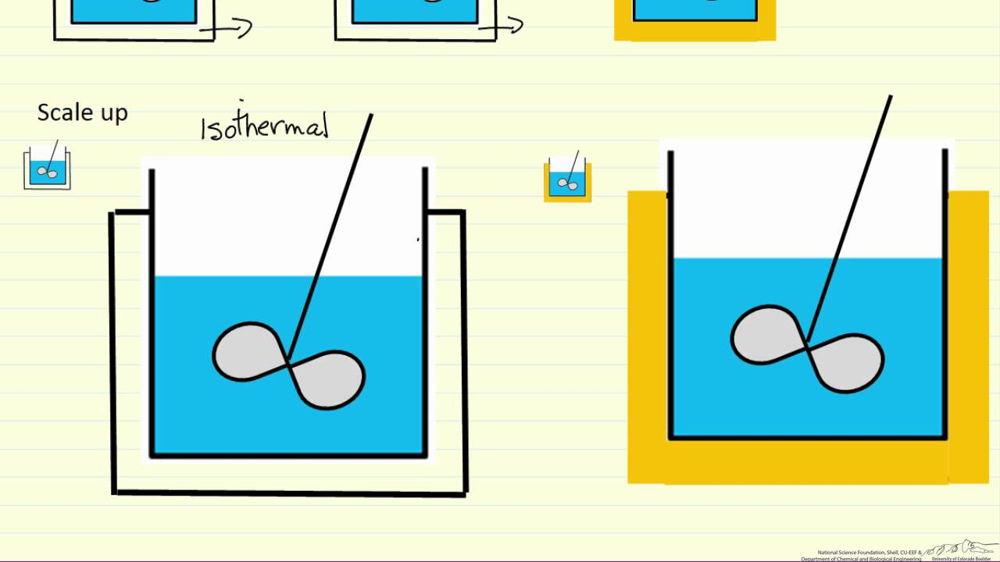 Scale up
Isothermal
National Science Foundation, Shell, CU-EEF &
Department of Chemical and Biological Engineering
University of Colorado Boulder